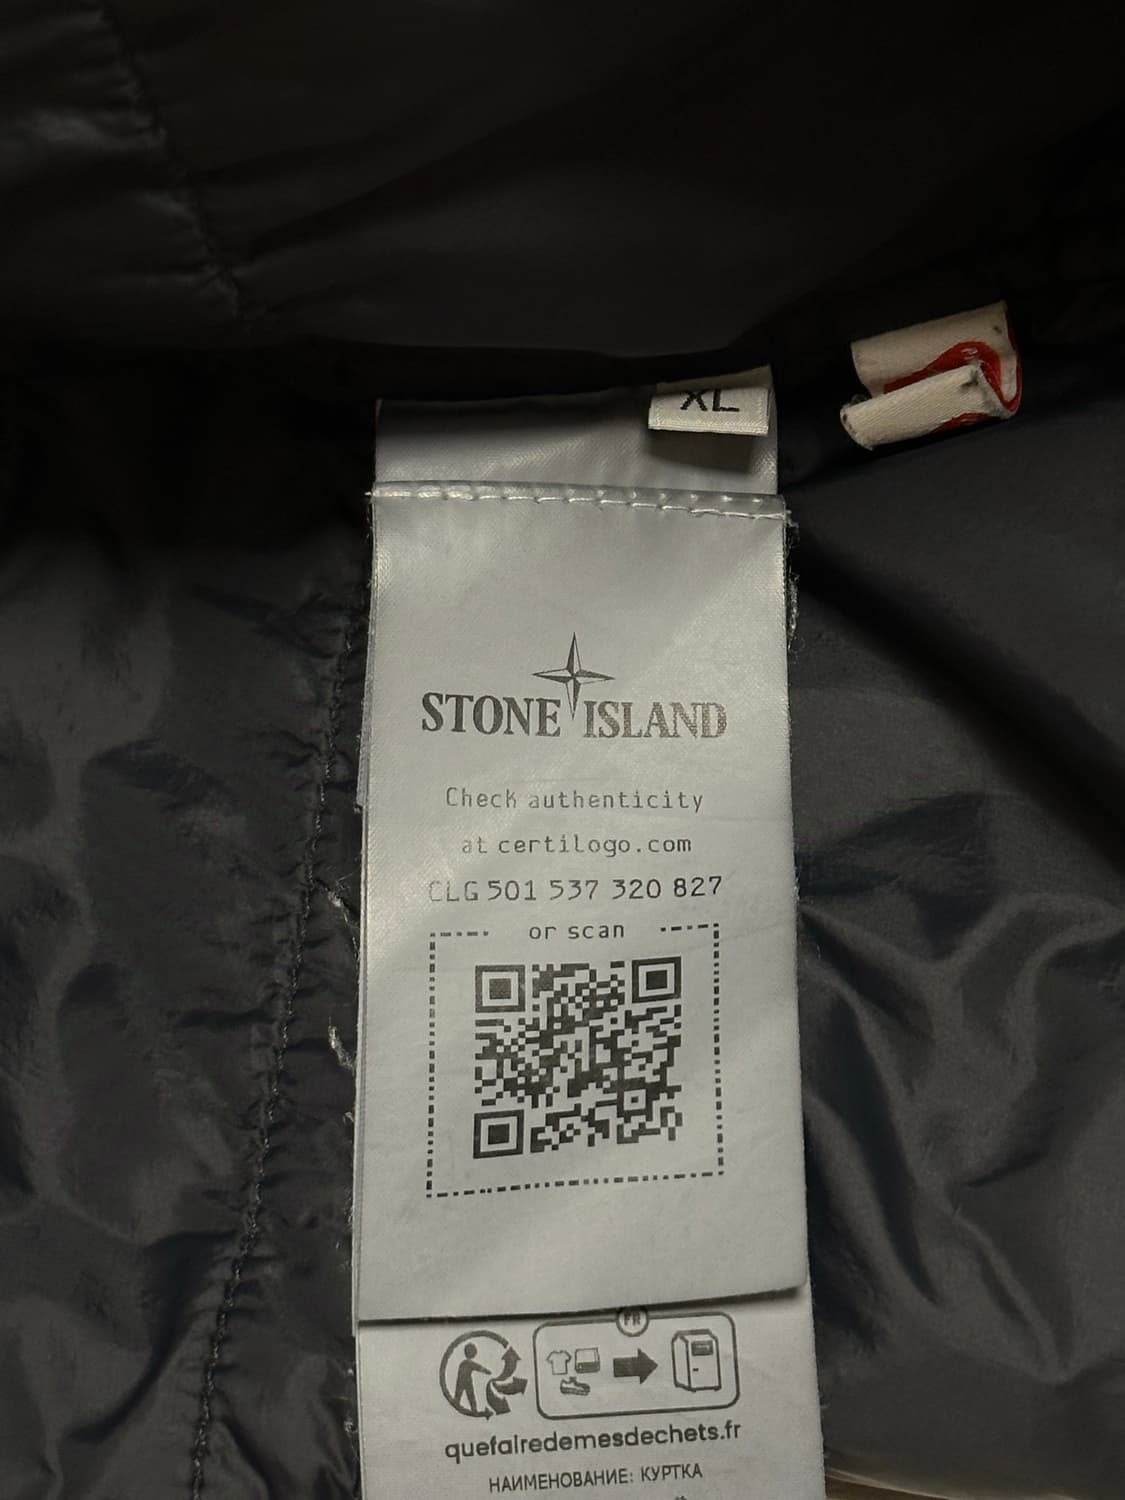 XL
STONE ISLAND
Check authenticity
at certilogo.com
CLG 501 537 320 827
or scan
FR
quefairedemesdechets.fr
НАИМЕНОВАНИЕ: КУРТКА